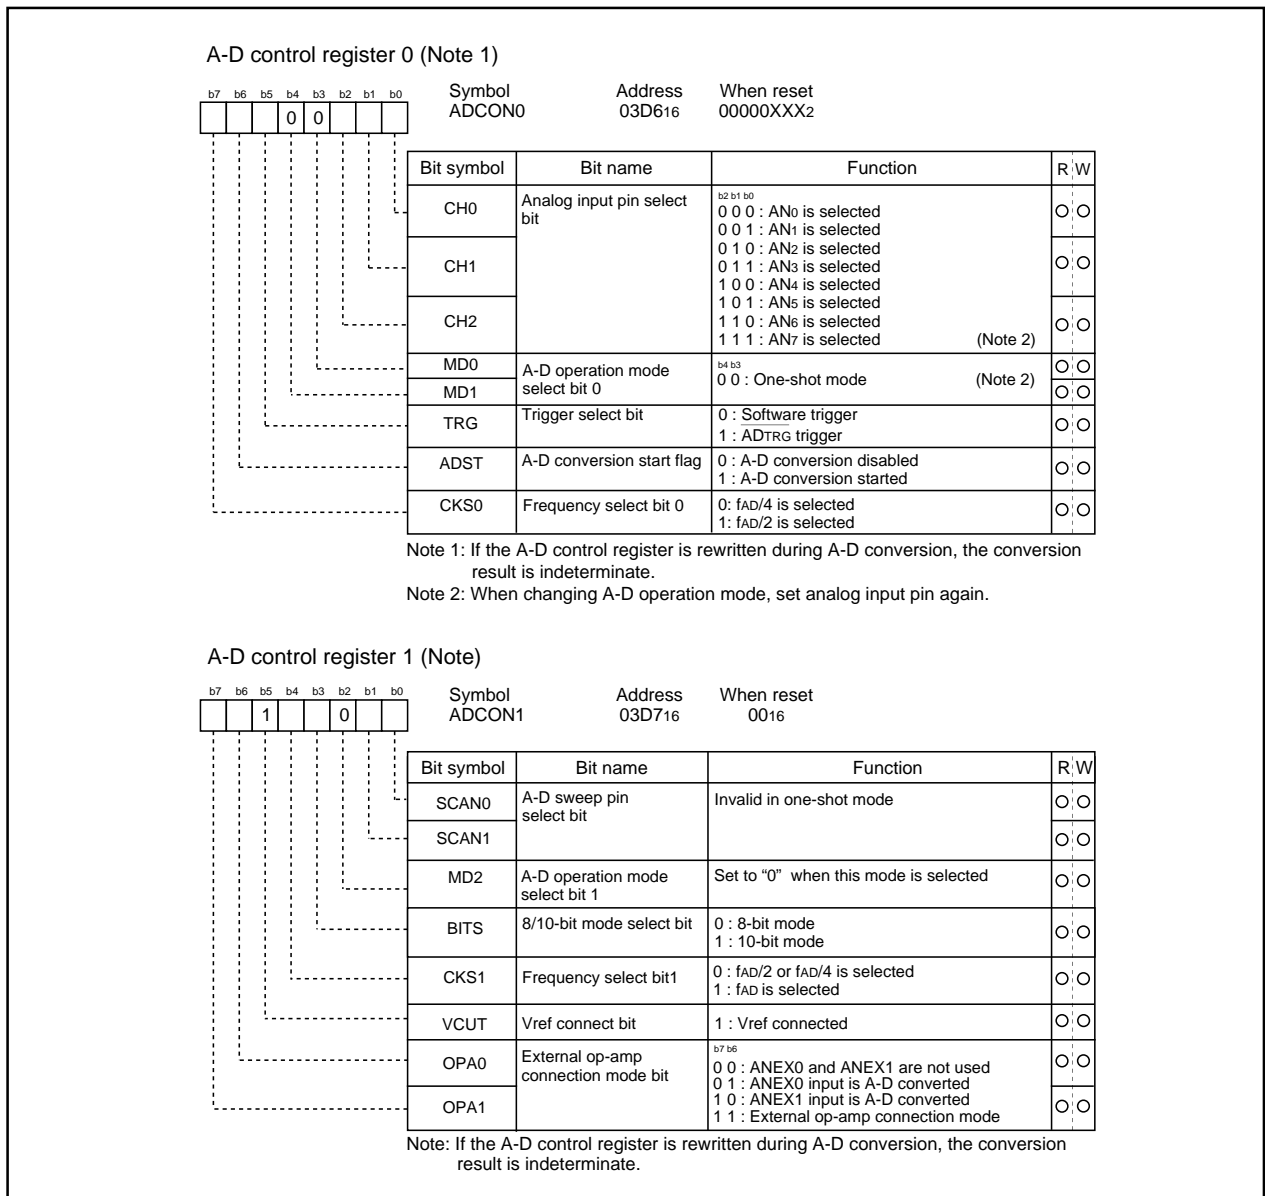 A-D control register 0 (Note 1)
b7 b6 b5 b4 b3 b2 b1 b0
0 0
Symbol Address When reset
ADCON0 03D616 00000XXX2
Bit symbol Bit name Function R W
CH0 Analog input pin select bit
b2 b1 b0
0 0 0 : AN0 is selected
0 0 1 : AN1 is selected
0 1 0 : AN2 is selected
CH1 0 1 1 : AN3 is selected
1 0 0 : AN4 is selected
1 0 1 : AN5 is selected
CH2 1 1 0 : AN6 is selected
1 1 1 : AN7 is selected (Note 2)
MD0 A-D operation mode
MD1 select bit 0
b4 b3
0 0 : One-shot mode (Note 2)
TRG Trigger select bit 0 : Software trigger
1 : ADTRG trigger
ADST A-D conversion start flag 0 : A-D conversion disabled
1 : A-D conversion started
CKS0 Frequency select bit 0 0: fAD/4 is selected
1: fAD/2 is selected
Note 1: If the A-D control register is rewritten during A-D conversion, the conversion
result is indeterminate.
Note 2: When changing A-D operation mode, set analog input pin again.
A-D control register 1 (Note)
b7 b6 b5 b4 b3 b2 b1 b0
1 0
Symbol Address When reset
ADCON1 03D716 0016
Bit symbol Bit name Function R W
SCAN0 A-D sweep pin Invalid in one-shot mode
select bit
SCAN1
MD2 A-D operation mode Set to “0” when this mode is selected
select bit 1
BITS 8/10-bit mode select bit 0 : 8-bit mode
1 : 10-bit mode
CKS1 Frequency select bit1 0 : fAD/2 or fAD/4 is selected
1 : fAD is selected
VCUT Vref connect bit 1 : Vref connected
OPA0 External op-amp
connection mode bit
b7 b6
0 0 : ANEX0 and ANEX1 are not used
0 1 : ANEX0 input is A-D converted
OPA1 1 0 : ANEX1 input is A-D converted
1 1 : External op-amp connection mode
Note: If the A-D control register is rewritten during A-D conversion, the conversion
result is indeterminate.